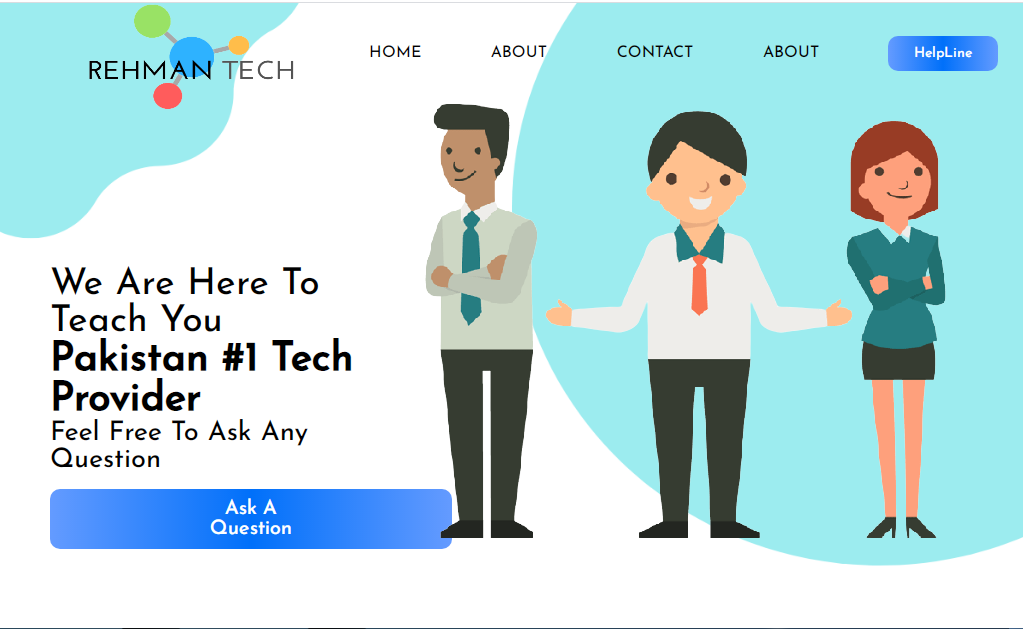 REHMAN TECH
HOME
ABOUT
CONTACT
ABOUT
HelpLine
We Are Here To
Teach You
Pakistan #1 Tech
Provider
Feel Free To Ask Any
Question
Ask A
Question